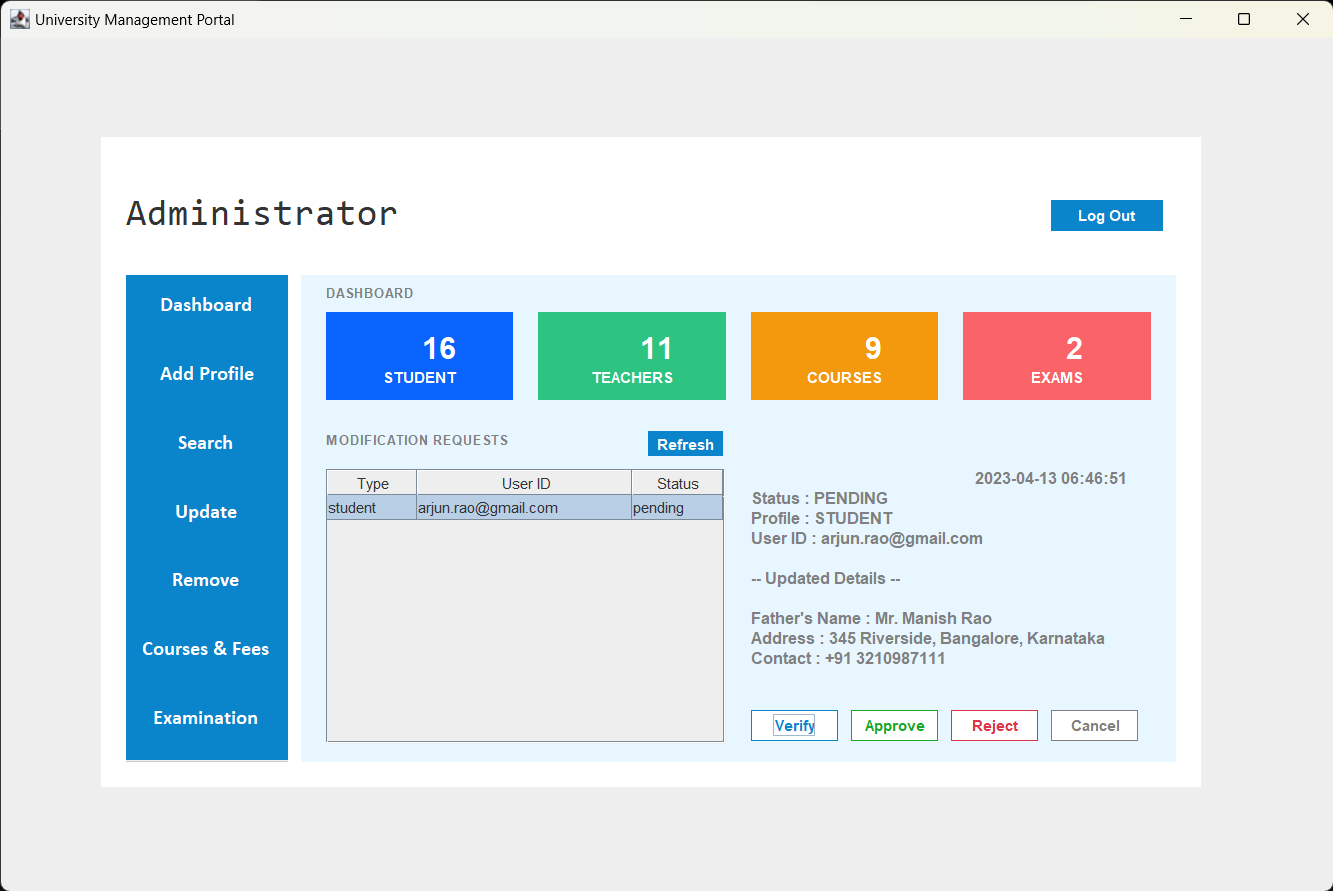 University Management Portal
Administrator
Log Out
Dashboard
Add Profile
Search
Update
Remove
Courses & Fees
Examination
DASHBOARD
16
STUDENT
11
TEACHERS
9
COURSES
2
EXAMS
MODIFICATION REQUESTS
Refresh
Type User ID Status
student arjun.rao@gmail.com pending
2023-04-13 06:46:51
Status : PENDING
Profile : STUDENT
User ID : arjun.rao@gmail.com
-- Updated Details --
Father's Name : Mr. Manish Rao
Address : 345 Riverside, Bangalore, Karnataka
Contact : +91 3210987111
Verify Approve Reject Cancel